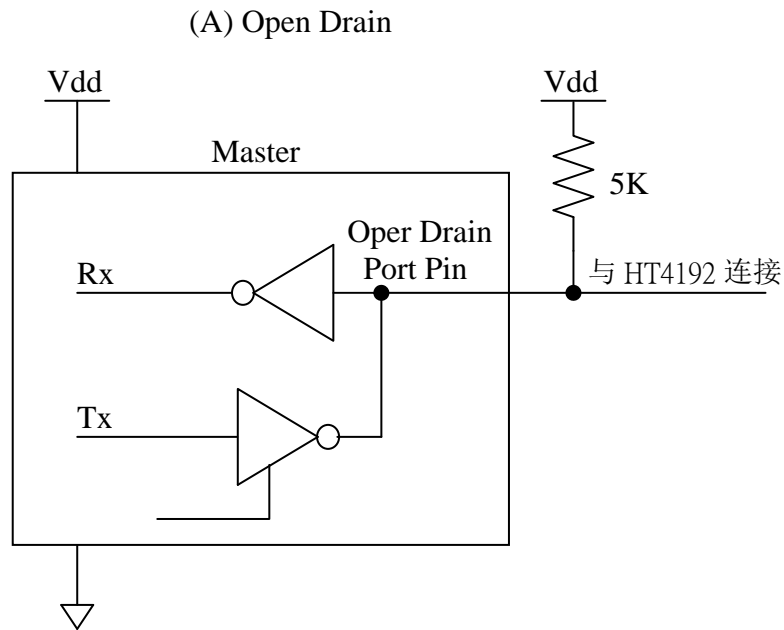 (A) Open Drain
Vdd
Vdd
Master
5K
Oper Drain
Port Pin
Rx
与 HT4192 连接
Tx